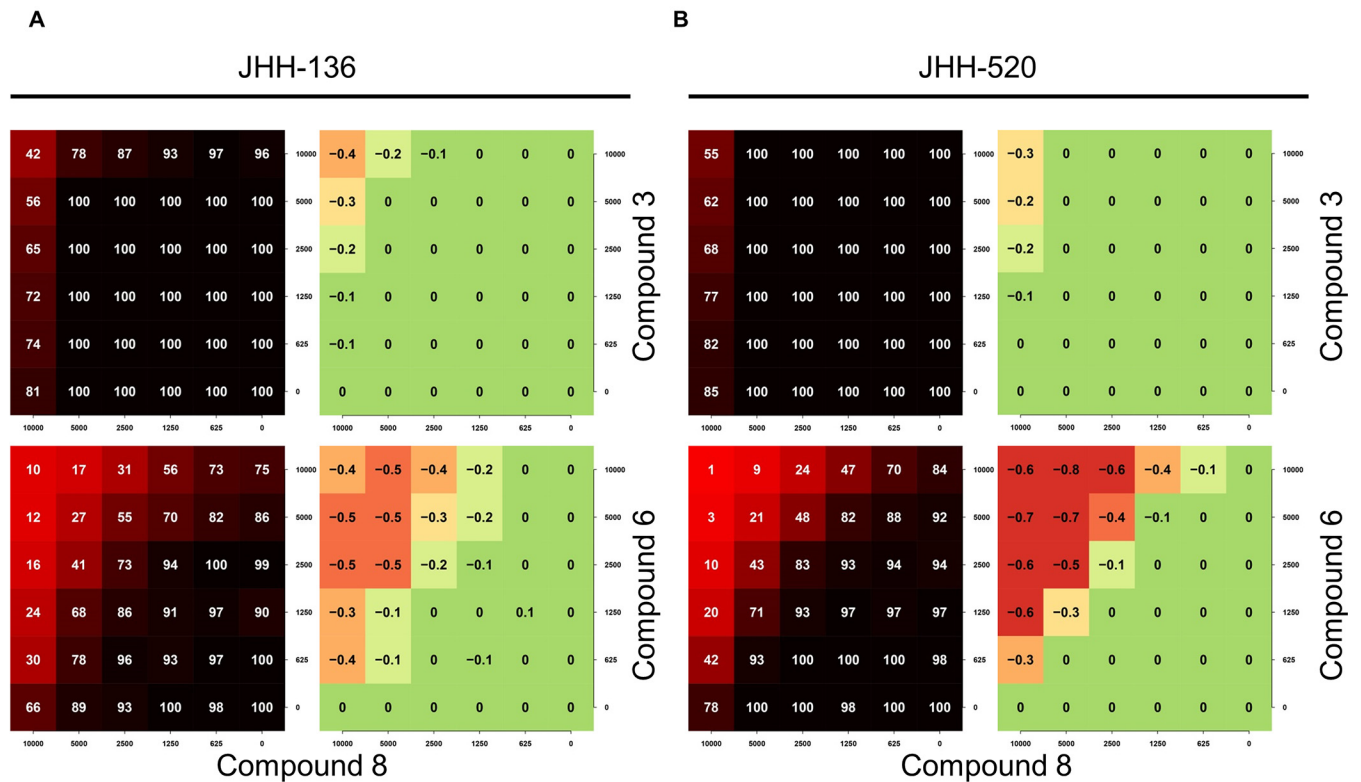 A B
JHH-136 JHH-520
42 78 87 93 97 96 −0.4 −0.2 −0.1 0 0 0 10000 55 100 100 100 100 100 −0.3 0 0 0 0 0 10000
56 100 100 100 100 100 −0.3 0 0 0 0 0 5000 62 100 100 100 100 100 −0.2 0 0 0 0 0 5000
65 100 100 100 100 100 −0.2 0 0 0 0 0 2500 68 100 100 100 100 100 −0.2 0 0 0 0 0 2500
72 100 100 100 100 100 −0.1 0 0 0 0 0 1250 77 100 100 100 100 100 −0.1 0 0 0 0 0 1250
74 100 100 100 100 100 −0.1 0 0 0 0 0 625 82 100 100 100 100 100 0 0 0 0 0 0 625
81 100 100 100 100 100 0 0 0 0 0 0 0 85 100 100 100 100 100 0 0 0 0 0 0 0
10000 5000 2500 1250 625 0 10000 5000 2500 1250 625 0 10000 5000 2500 1250 625 0 10000 5000 2500 1250 625 0
Compound 3 Compound 3
10 17 31 56 73 75 −0.4 −0.5 −0.4 −0.2 0 0 10000 1 9 24 47 70 84 −0.6 −0.8 −0.6 −0.4 −0.1 0 10000
12 27 55 70 82 86 −0.5 −0.5 −0.3 −0.2 0 0 5000 3 21 48 82 88 92 −0.7 −0.7 −0.4 −0.1 0 0 5000
16 41 73 94 100 99 −0.5 −0.5 −0.2 −0.1 0 0 2500 10 43 83 93 94 94 −0.6 −0.5 −0.1 0 0 0 2500
24 68 86 91 97 90 −0.3 −0.1 0 0 0.1 0 1250 20 71 93 97 97 97 −0.6 −0.3 0 0 0 0 1250
30 78 96 93 97 100 −0.4 −0.1 0 −0.1 0 0 625 42 93 100 100 100 98 −0.3 0 0 0 0 0 625
66 89 93 100 98 100 0 0 0 0 0 0 0 78 100 100 98 100 100 0 0 0 0 0 0 0
10000 5000 2500 1250 625 0 10000 5000 2500 1250 625 0 10000 5000 2500 1250 625 0 10000 5000 2500 1250 625 0
Compound 6 Compound 6
Compound 8 Compound 8